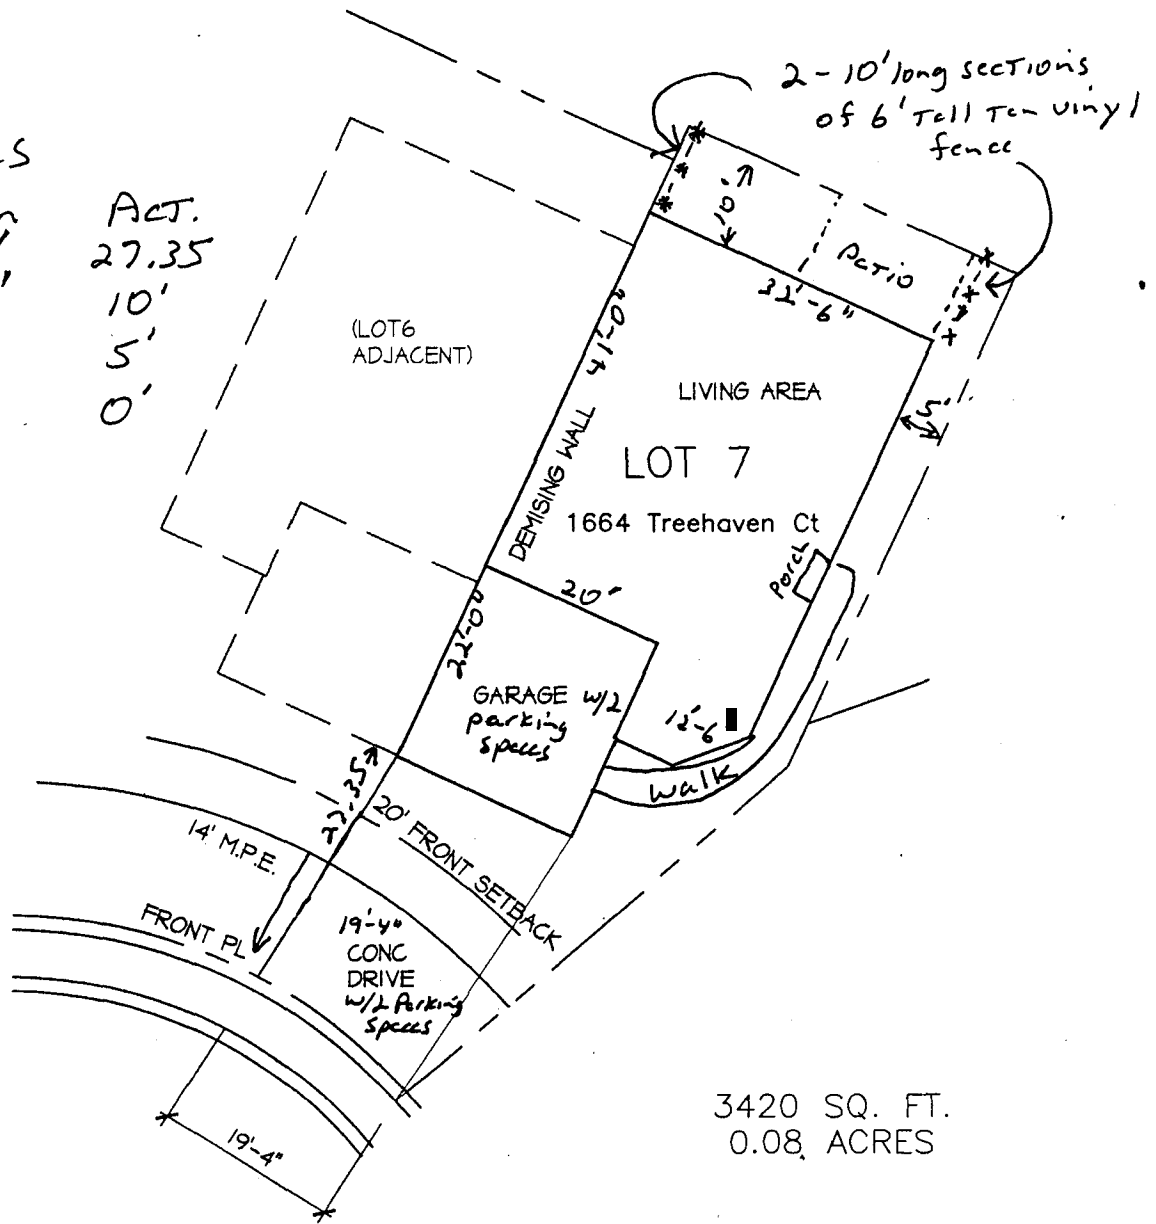 2-10' long sections
of 6' Tall Tan vinyl
fence
ACT.
27.35
10'
5'
0'
10'
Patio
32'-6"
(LOT6
ADJACENT)
41'-0"
DEMISING WALL
LIVING AREA
5'
LOT 7
1664 Treehaven Ct
Porch
20'
22'-0"
GARAGE w/2
parking
spaces
12'-6
walk
27.35
20' FRONT SETBACK
14' M.P.E.
FRONT PL
19'-4"
CONC
DRIVE
w/2 Parking
spaces
19'-4"
3420 SQ. FT.
0.08 ACRES